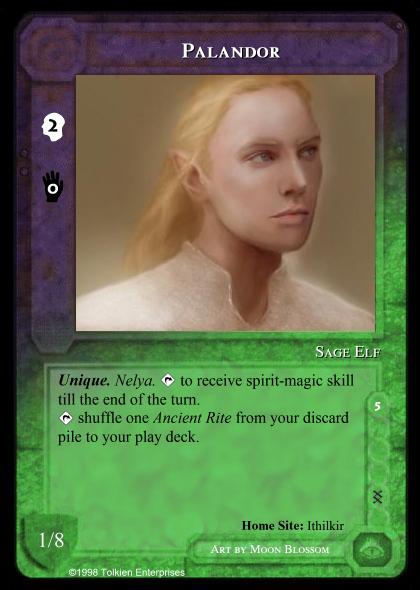 PALANDOR
2
0
SAGE ELF
Unique. Nelya. to receive spirit-magic skill
till the end of the turn.
shuffle one Ancient Rite from your discard
pile to your play deck.
5
Home Site: Ithilkir
1/8
ART BY MOON BLOSSOM
©1998 Tolkien Enterprises